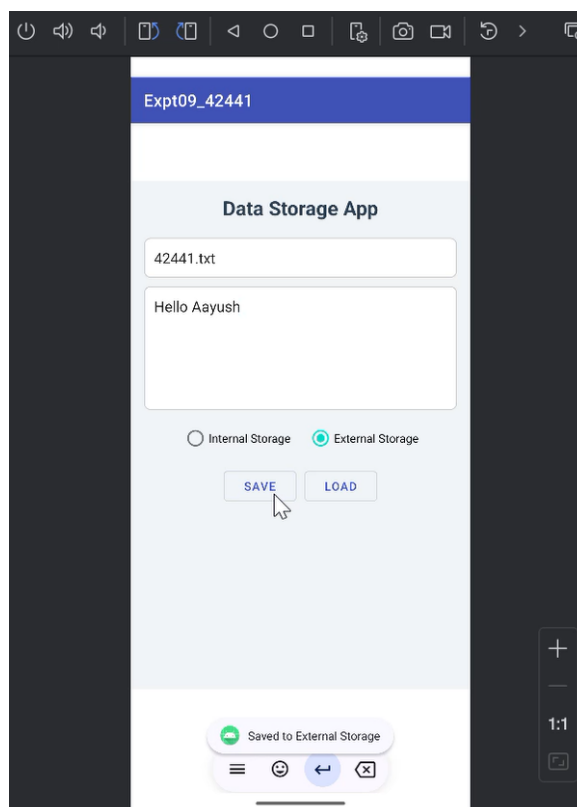 Expt09_42441
Data Storage App
42441.txt
Hello Aayush
Internal Storage External Storage
SAVE LOAD
1:1
Saved to External Storage